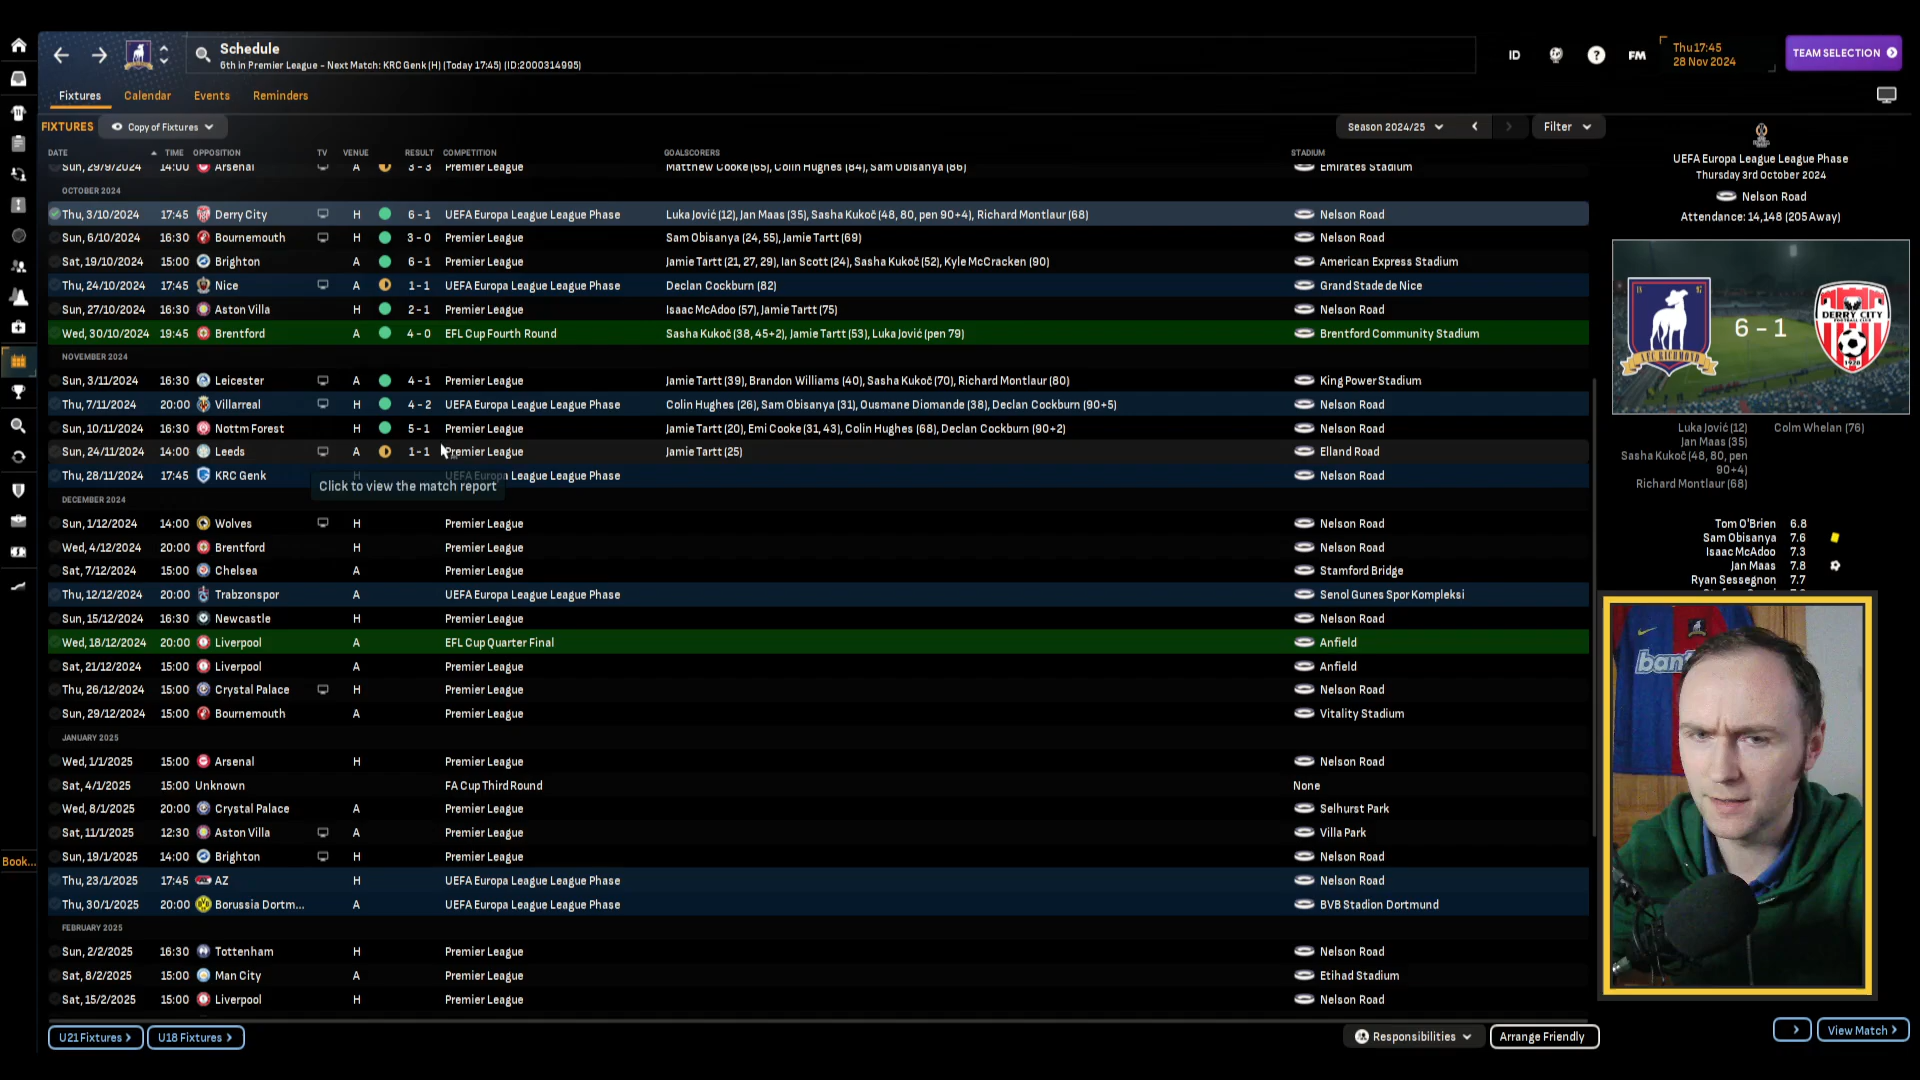 Schedule
6th in Premier League - Next Match: KRC Genk (H) (Today 17:45) (ID:2000314995)
ID
FM
Thu 17:45
28 Nov 2024
TEAM SELECTION
Fixtures Calendar Events Reminders
FIXTURES Copy of Fixtures Season 2024/25 Filter
DATE TIME OPPOSITION TV VENUE RESULT COMPETITION GOALSCORERS STADIUM
Sun, 29/9/2024 14:00 Arsenal A 3 - 3 Premier League Matthew Cooke (65), Colin Hughes (84), Sam Obisanya (86) Emirates Stadium
OCTOBER 2024
Thu, 3/10/2024 17:45 Derry City H 6 - 1 UEFA Europa League League Phase Luka Jović (12), Jan Maas (35), Sasha Kukoč (48, 80, pen 90+4), Richard Montlaur (68) Nelson Road
Sun, 6/10/2024 16:30 Bournemouth H 3 - 0 Premier League Sam Obisanya (24, 55), Jamie Tartt (69) Nelson Road
Sat, 19/10/2024 15:00 Brighton A 6 - 1 Premier League Jamie Tartt (21, 27, 29), Ian Scott (24), Sasha Kukoč (52), Kyle McCracken (90) American Express Stadium
Thu, 24/10/2024 17:45 Nice A 1 - 1 UEFA Europa League League Phase Declan Cockburn (82) Grand Stade de Nice
Sun, 27/10/2024 16:30 Aston Villa H 2 - 1 Premier League Isaac McAdoo (57), Jamie Tartt (75) Nelson Road
Wed, 30/10/2024 19:45 Brentford A 4 - 0 EFL Cup Fourth Round Sasha Kukoč (38, 45+2), Jamie Tartt (53), Luka Jović (pen 79) Brentford Community Stadium
NOVEMBER 2024
Sun, 3/11/2024 16:30 Leicester A 4 - 1 Premier League Jamie Tartt (39), Brandon Williams (40), Sasha Kukoč (70), Richard Montlaur (80) King Power Stadium
Thu, 7/11/2024 20:00 Villarreal H 4 - 2 UEFA Europa League League Phase Colin Hughes (26), Sam Obisanya (31), Ousmane Diomande (38), Declan Cockburn (90+5) Nelson Road
Sun, 10/11/2024 16:30 Nottm Forest H 5 - 1 Premier League Jamie Tartt (20), Emi Cooke (31, 43), Colin Hughes (68), Declan Cockburn (90+2) Nelson Road
Sun, 24/11/2024 14:00 Leeds A 1 - 1 Premier League Jamie Tartt (25) Elland Road
Thu, 28/11/2024 17:45 KRC Genk H UEFA Europa League League Phase Nelson Road
Click to view the match report
DECEMBER 2024
Sun, 1/12/2024 14:00 Wolves H Premier League Nelson Road
Wed, 4/12/2024 20:00 Brentford H Premier League Nelson Road
Sat, 7/12/2024 15:00 Chelsea A Premier League Stamford Bridge
Thu, 12/12/2024 20:00 Trabzonspor A UEFA Europa League League Phase Senol Gunes Spor Kompleksi
Sun, 15/12/2024 16:30 Newcastle H Premier League Nelson Road
Wed, 18/12/2024 20:00 Liverpool A EFL Cup Quarter Final Anfield
Sat, 21/12/2024 15:00 Liverpool A Premier League Anfield
Thu, 26/12/2024 15:00 Crystal Palace H Premier League Nelson Road
Sun, 29/12/2024 15:00 Bournemouth A Premier League Vitality Stadium
JANUARY 2025
Wed, 1/1/2025 15:00 Arsenal H Premier League Nelson Road
Sat, 4/1/2025 15:00 Unknown FA Cup Third Round None
Wed, 8/1/2025 20:00 Crystal Palace A Premier League Selhurst Park
Sat, 11/1/2025 12:30 Aston Villa A Premier League Villa Park
Sun, 19/1/2025 14:00 Brighton H Premier League Nelson Road
Thu, 23/1/2025 17:45 AZ H UEFA Europa League League Phase Nelson Road
Thu, 30/1/2025 20:00 Borussia Dortm... A UEFA Europa League League Phase BVB Stadion Dortmund
FEBRUARY 2025
Sun, 2/2/2025 16:30 Tottenham H Premier League Nelson Road
Sat, 8/2/2025 15:00 Man City A Premier League Etihad Stadium
Sat, 15/2/2025 15:00 Liverpool H Premier League Nelson Road
Book...
U21 Fixtures > U18 Fixtures >
Responsibilities Arrange Friendly
> View Match >
UEFA Europa League League Phase
Thursday 3rd October 2024
Nelson Road
Attendance: 14,148 (205 Away)
6 - 1
AFC RICHMOND
DERRY CITY
Luka Jović (12) Colm Whelan (76)
Jan Maas (35)
Sasha Kukoč (48, 80, pen
90+4)
Richard Montlaur (68)
Tom O'Brien 6.8
Sam Obisanya 7.6
Isaac McAdoo 7.3
Jan Maas 7.8
Ryan Sessegnon 7.7
bant